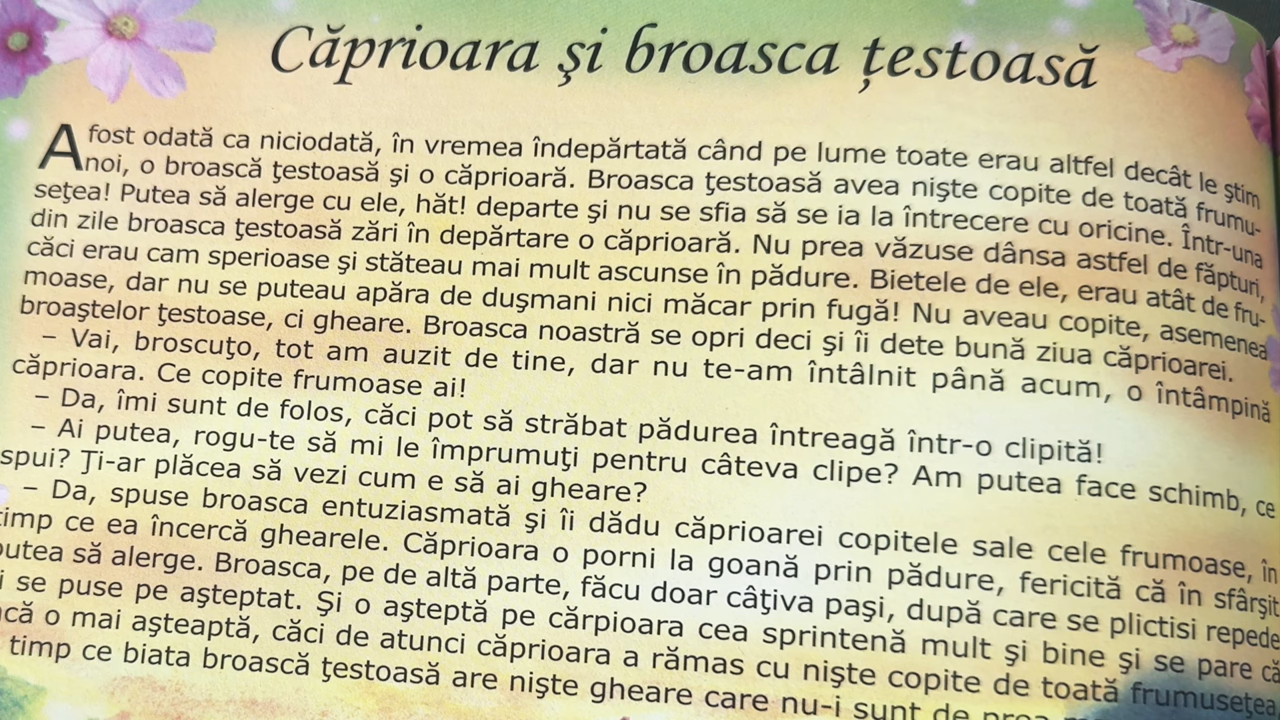 Căprioara şi broasca țestoasă
A fost odată ca niciodată, în vremea îndepărtată când pe lume toate erau altfel decât le ştim
noi, o broască ţestoasă şi o căprioară. Broasca ţestoasă avea nişte copite de toată frumu-
seţea! Putea să alerge cu ele, hăt! departe şi nu se sfia să se ia la întrecere cu oricine. Într-una
din zile broasca ţestoasă zări în depărtare o căprioară. Nu prea văzuse dânsa astfel de făpturi,
căci erau cam sperioase şi stăteau mai mult ascunse în pădure. Bietele de ele, erau atât de fru-
moase, dar nu se puteau apăra de duşmani nici măcar prin fugă! Nu aveau copite, asemenea
broaştelor ţestoase, ci gheare. Broasca noastră se opri deci şi îi dete bună ziua căprioarei.
– Vai, broscuţo, tot am auzit de tine, dar nu te-am întâlnit până acum, o întâmpină
căprioara. Ce copite frumoase ai!
– Da, îmi sunt de folos, căci pot să străbat pădurea întreagă într-o clipită!
– Ai putea, rogu-te să mi le împrumuţi pentru câteva clipe? Am putea face schimb, ce
spui? Ţi-ar plăcea să vezi cum e să ai gheare?
– Da, spuse broasca entuziasmată şi îi dădu căprioarei copitele sale cele frumoase, în
timp ce ea încercă ghearele. Căprioara o porni la goană prin pădure, fericită că în sfârşit
putea să alerge. Broasca, pe de altă parte, făcu doar câţiva paşi, după care se plictisi repede
i se puse pe aşteptat. Şi o aşteptă pe cărpioara cea sprintenă mult şi bine şi se pare că
o mai aşteaptă, căci de atunci căprioara a rămas cu nişte copite de toată frumuseţea
timp ce biata broască ţestoasă are nişte gheare care nu-i sunt de prea